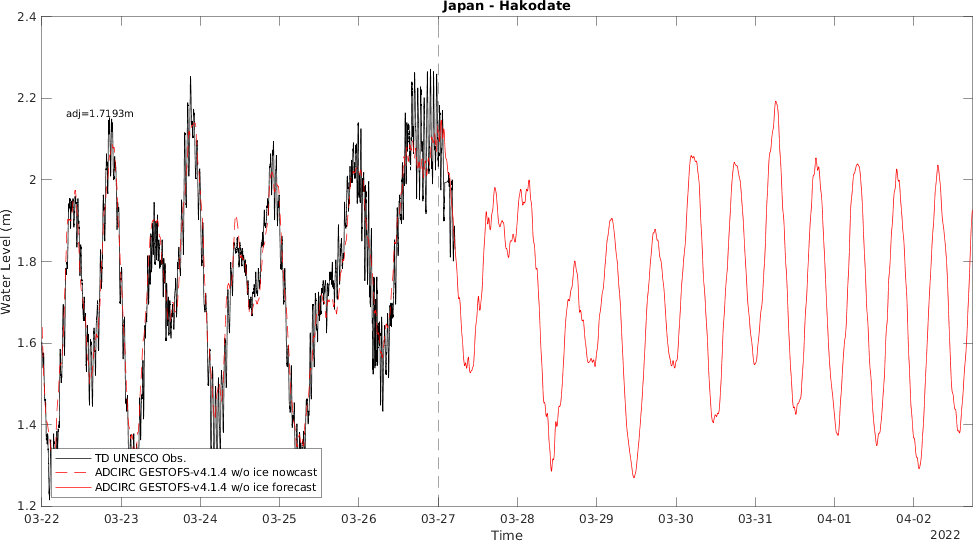 Japan - Hakodate
2.4
2.2
2
1.8
1.6
1.4
1.2
Water Level (m)
adj=1.7193m
TD UNESCO Obs.
ADCIRC GESTOFS-v4.1.4 w/o ice nowcast
ADCIRC GESTOFS-v4.1.4 w/o ice forecast
03-22 03-23 03-24 03-25 03-26 03-27 03-28 03-29 03-30 03-31 04-01 04-02
Time
2022